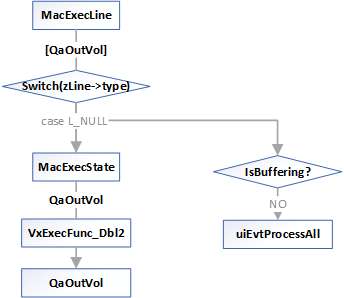 MacExecLine
[QaOutVol]
Switch(zLine->type)
case L_NULL
MacExecState
IsBuffering?
QaOutVol
NO
VxExecFunc_Dbl2
uiEvtProcessAll
QaOutVol